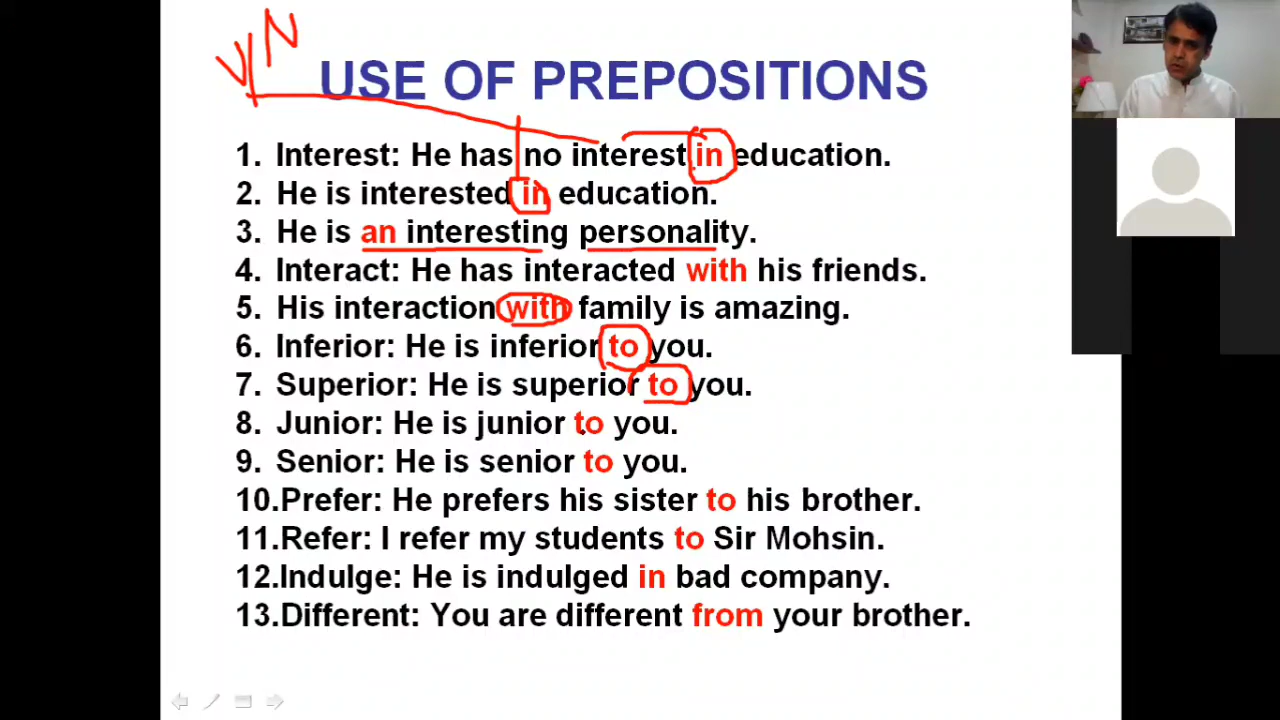 V/N
USE OF PREPOSITIONS
1. Interest: He has no interest in education.
2. He is interested in education.
3. He is an interesting personality.
4. Interact: He has interacted with his friends.
5. His interaction with family is amazing.
6. Inferior: He is inferior to you.
7. Superior: He is superior to you.
8. Junior: He is junior to you.
9. Senior: He is senior to you.
10.Prefer: He prefers his sister to his brother.
11.Refer: I refer my students to Sir Mohsin.
12.Indulge: He is indulged in bad company.
13.Different: You are different from your brother.